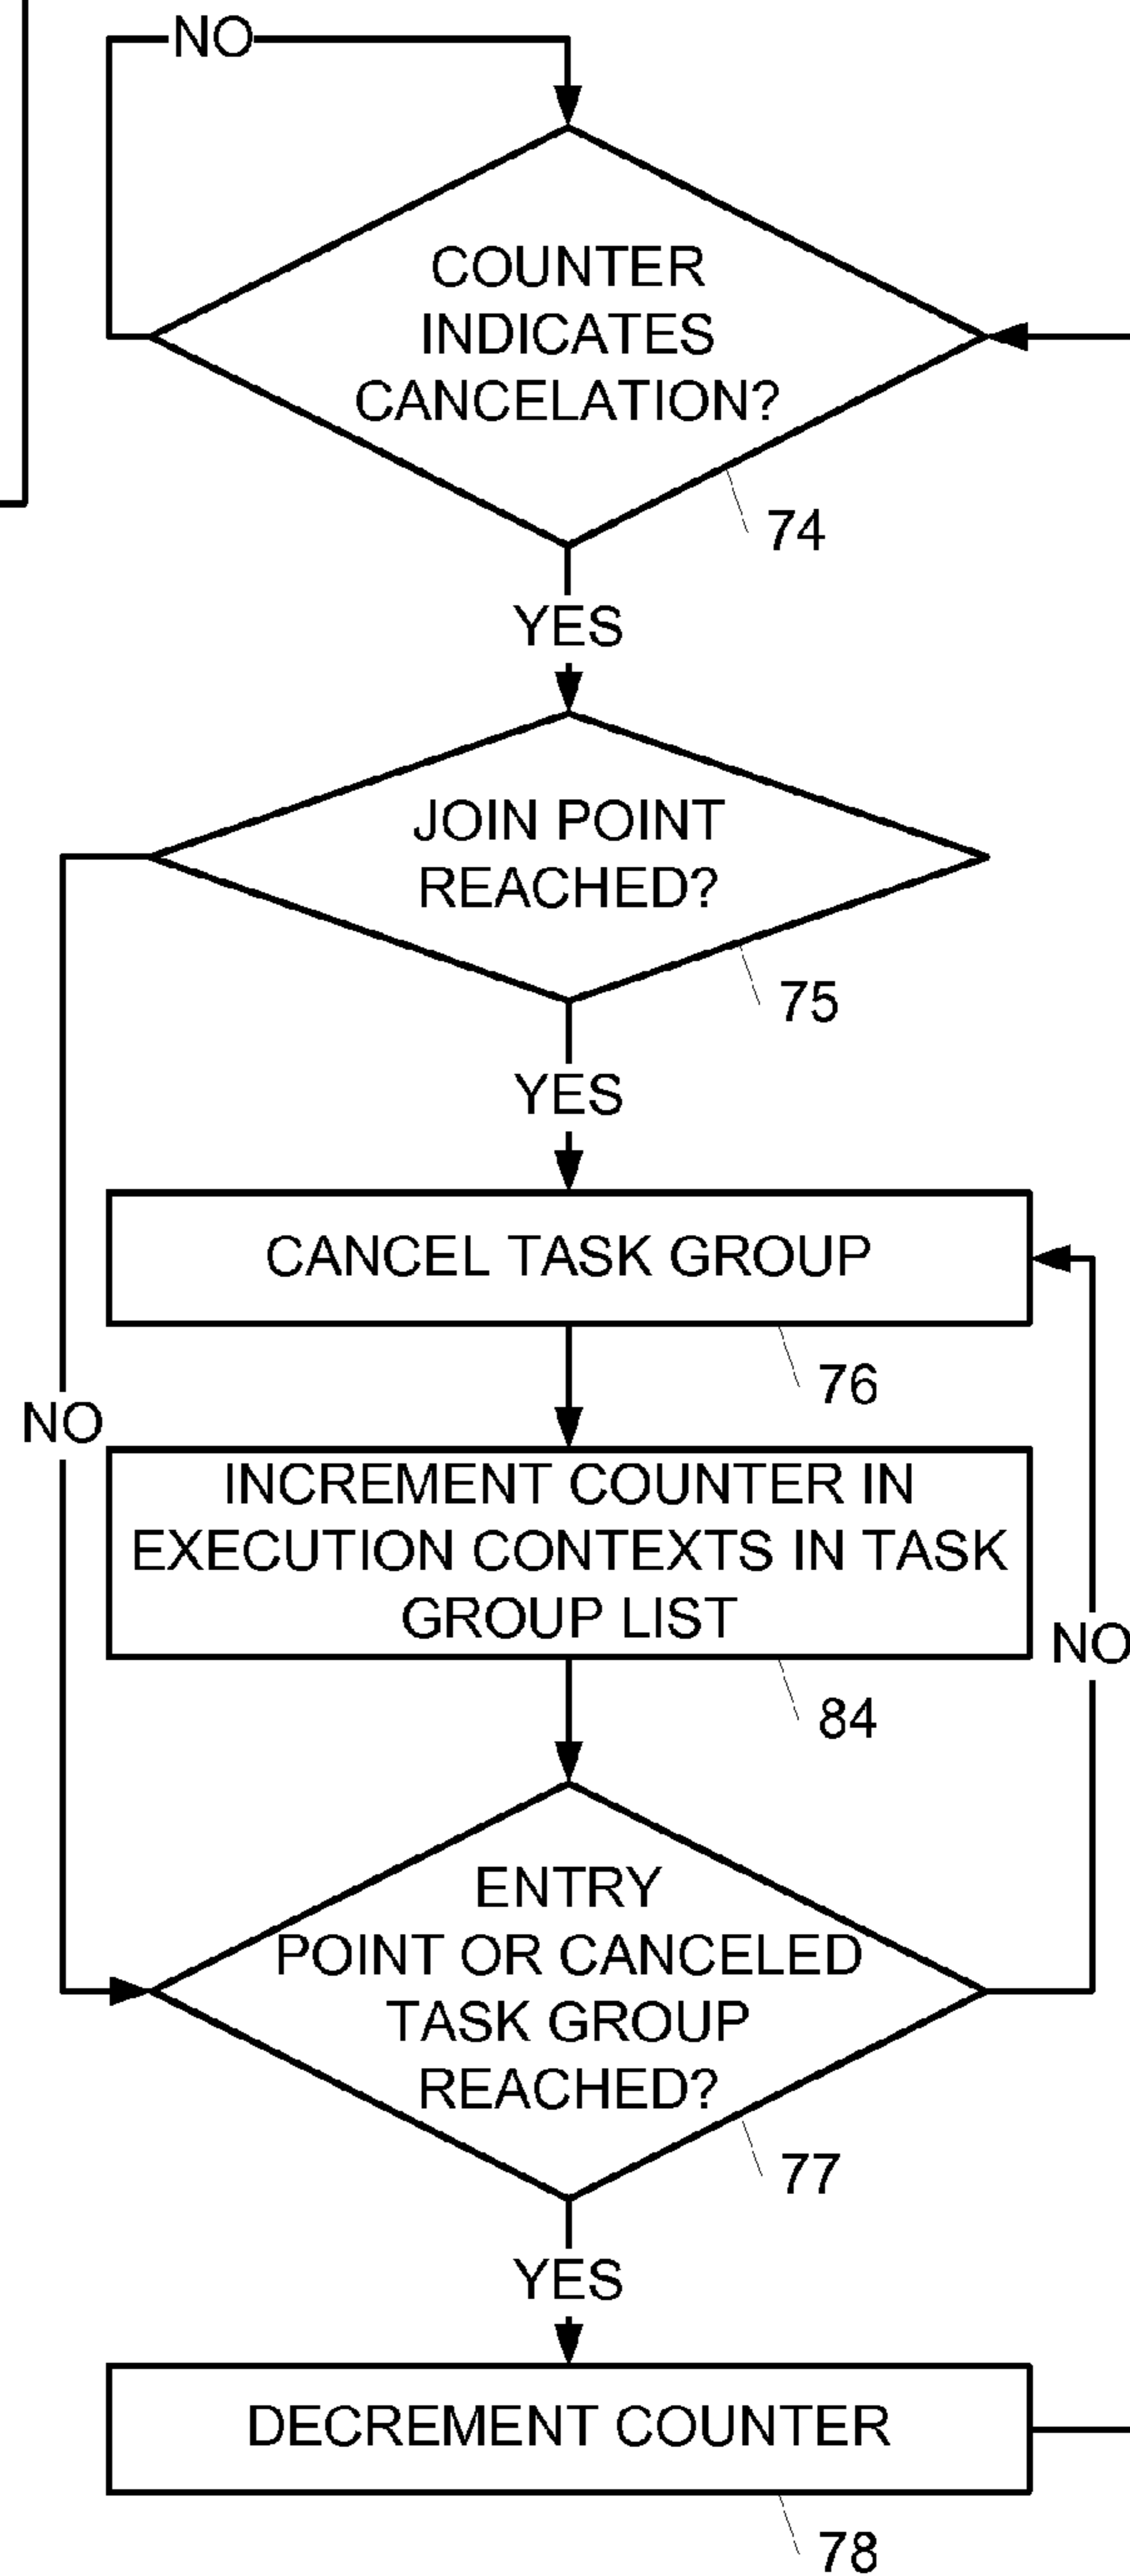 NO
COUNTER
INDICATES
CANCELATION?
74
YES
JOIN POINT
REACHED?
75
YES
CANCEL TASK GROUP
76
NO
INCREMENT COUNTER IN
EXECUTION CONTEXTS IN TASK
GROUP LIST
NO
84
ENTRY
POINT OR CANCELED
TASK GROUP
REACHED?
77
YES
DECREMENT COUNTER
78